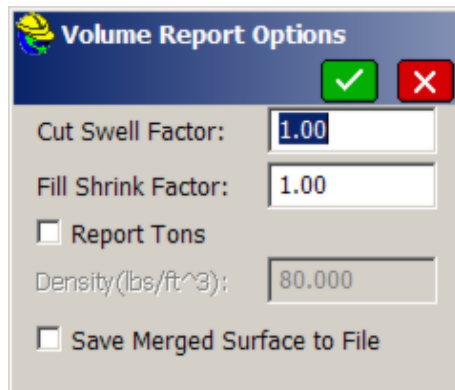 Volume Report Options
Cut Swell Factor: 1.00
Fill Shrink Factor: 1.00
Report Tons
Density(lbs/ft^3): 80.000
Save Merged Surface to File